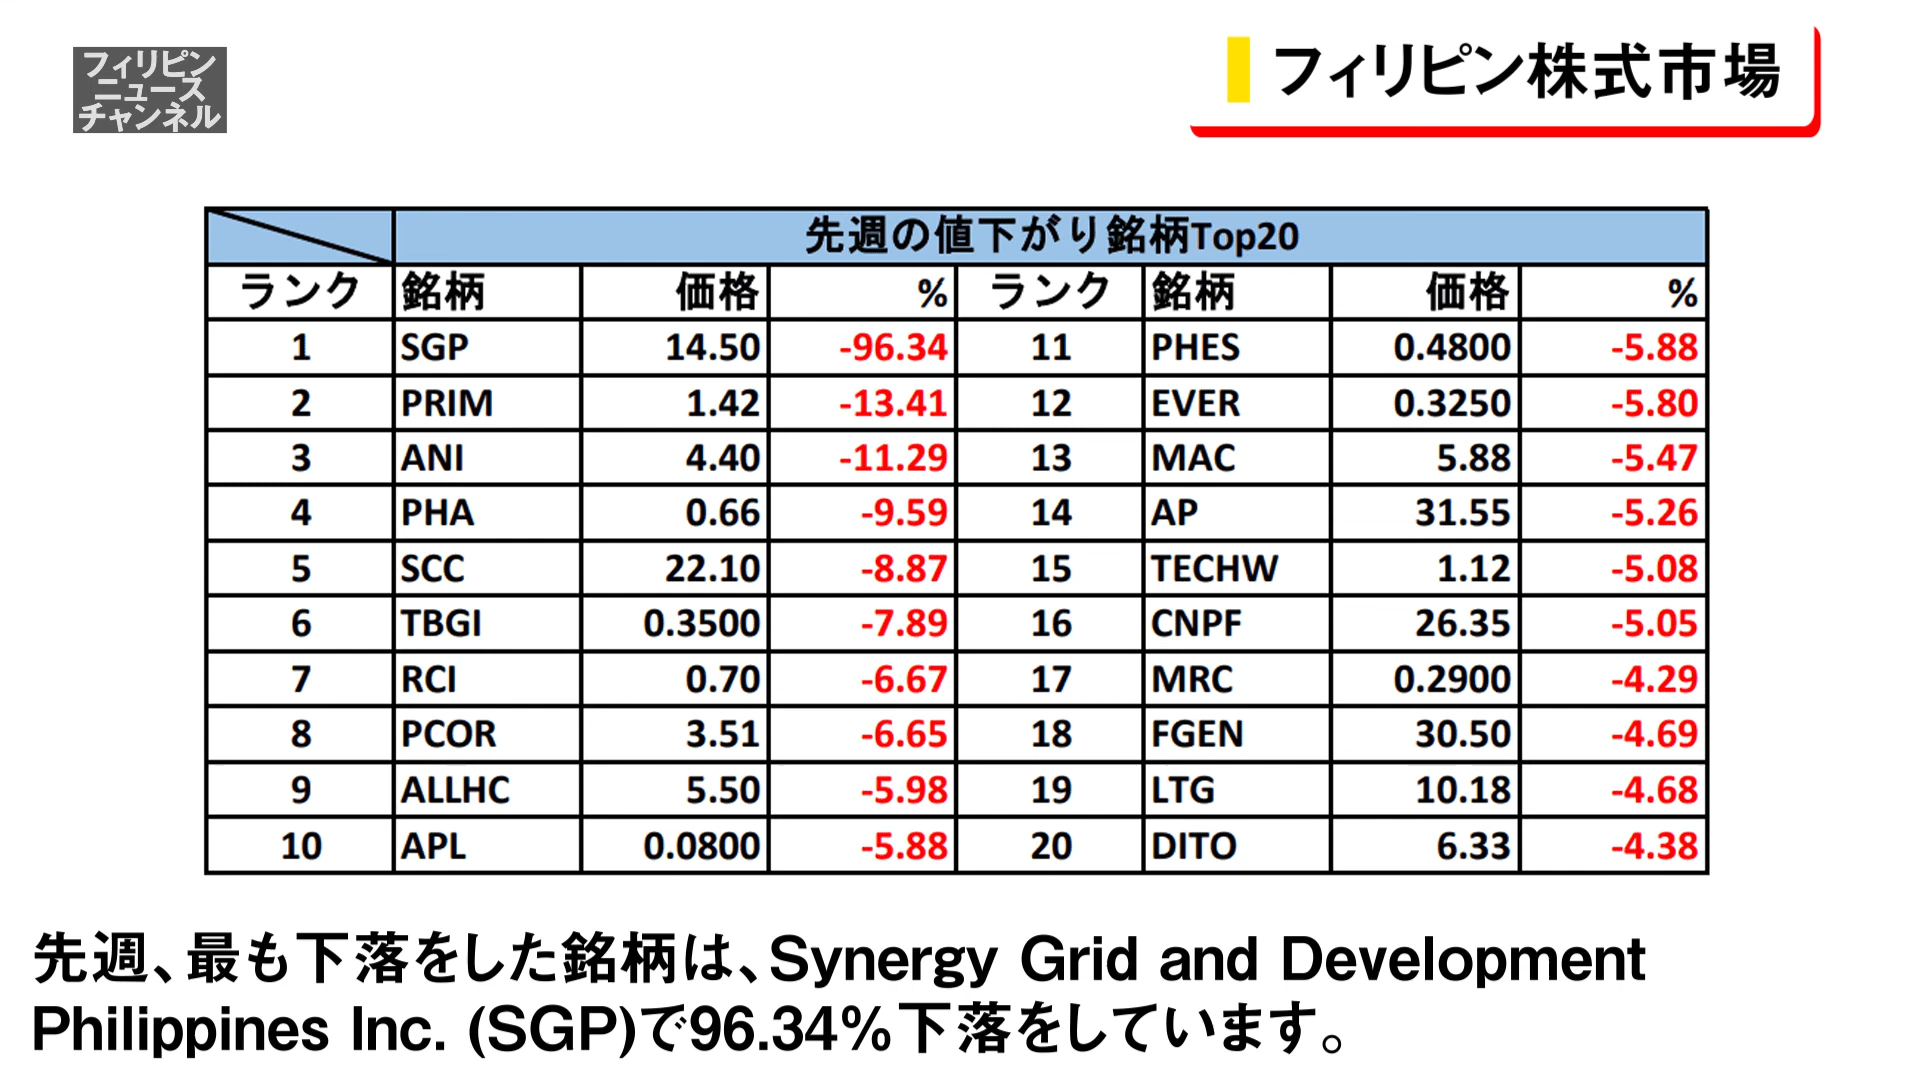 フィリピン
ニュース
チャンネル
フィリピン株式市場
先週の値下がり銘柄Top20
ランク 銘柄 価格 % ランク 銘柄 価格 %
1 SGP 14.50 -96.34 11 PHES 0.4800 -5.88
2 PRIM 1.42 -13.41 12 EVER 0.3250 -5.80
3 ANI 4.40 -11.29 13 MAC 5.88 -5.47
4 PHA 0.66 -9.59 14 AP 31.55 -5.26
5 SCC 22.10 -8.87 15 TECHW 1.12 -5.08
6 TBGI 0.3500 -7.89 16 CNPF 26.35 -5.05
7 RCI 0.70 -6.67 17 MRC 0.2900 -4.29
8 PCOR 3.51 -6.65 18 FGEN 30.50 -4.69
9 ALLHC 5.50 -5.98 19 LTG 10.18 -4.68
10 APL 0.0800 -5.88 20 DITO 6.33 -4.38
先週、最も下落をした銘柄は、Synergy Grid and Development
Philippines Inc. (SGP)で96.34%下落をしています。